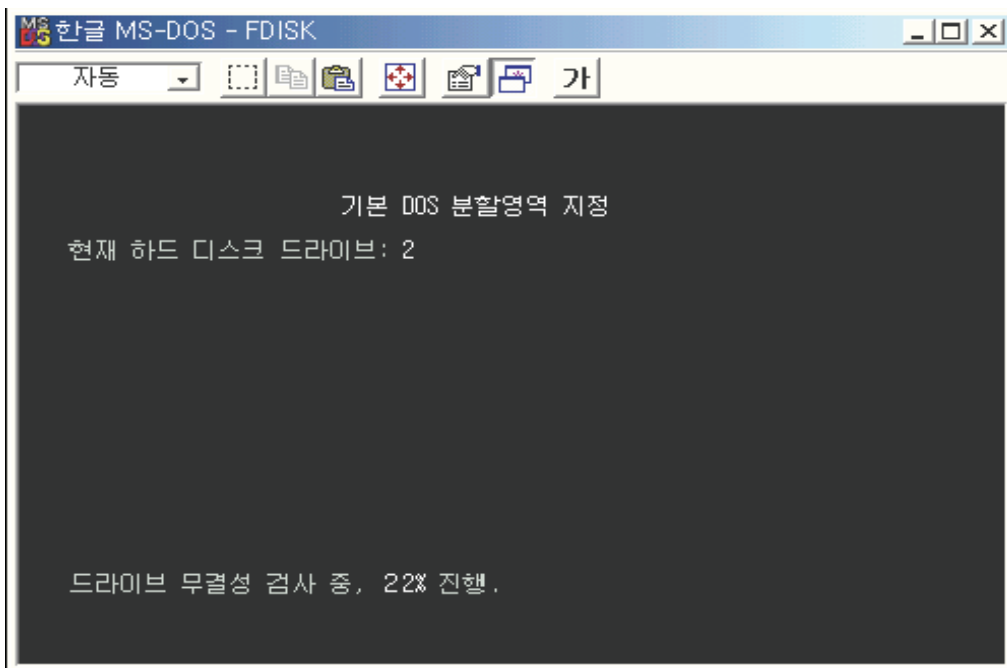 한글 MS-DOS - FDISK
자동
가
기본 DOS 분할영역 지정
현재 하드 디스크 드라이브: 2
드라이브 무결성 검사 중, 22% 진행.